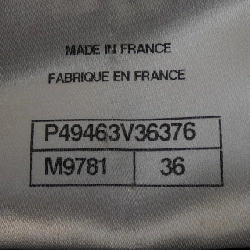 MADE IN FRANCE
FABRIQUE EN FRANCE
P49463V36376
M9781 36